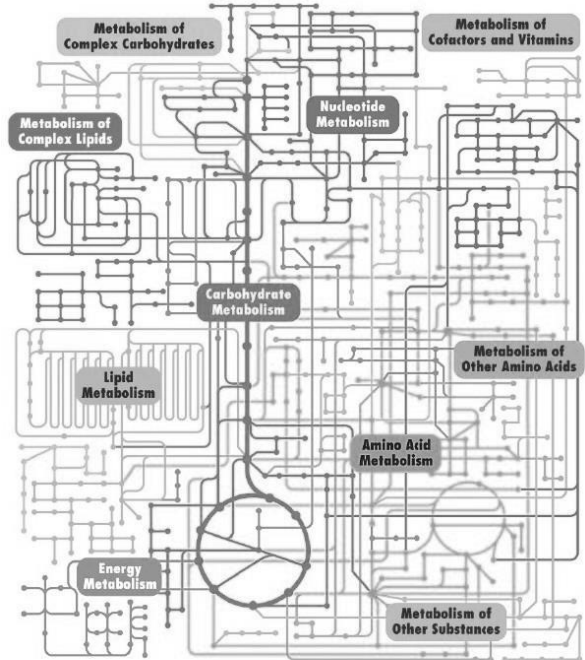 Metabolism of
Complex Carbohydrates
Metabolism of
Cofactors and Vitamins
Nucleotide
Metabolism
Metabolism of
Complex Lipids
Carbohydrate
Metabolism
Metabolism of
Other Amino Acids
Lipid
Metabolism
Amino Acid
Metabolism
Energy
Metabolism
Metabolism of
Other Substances